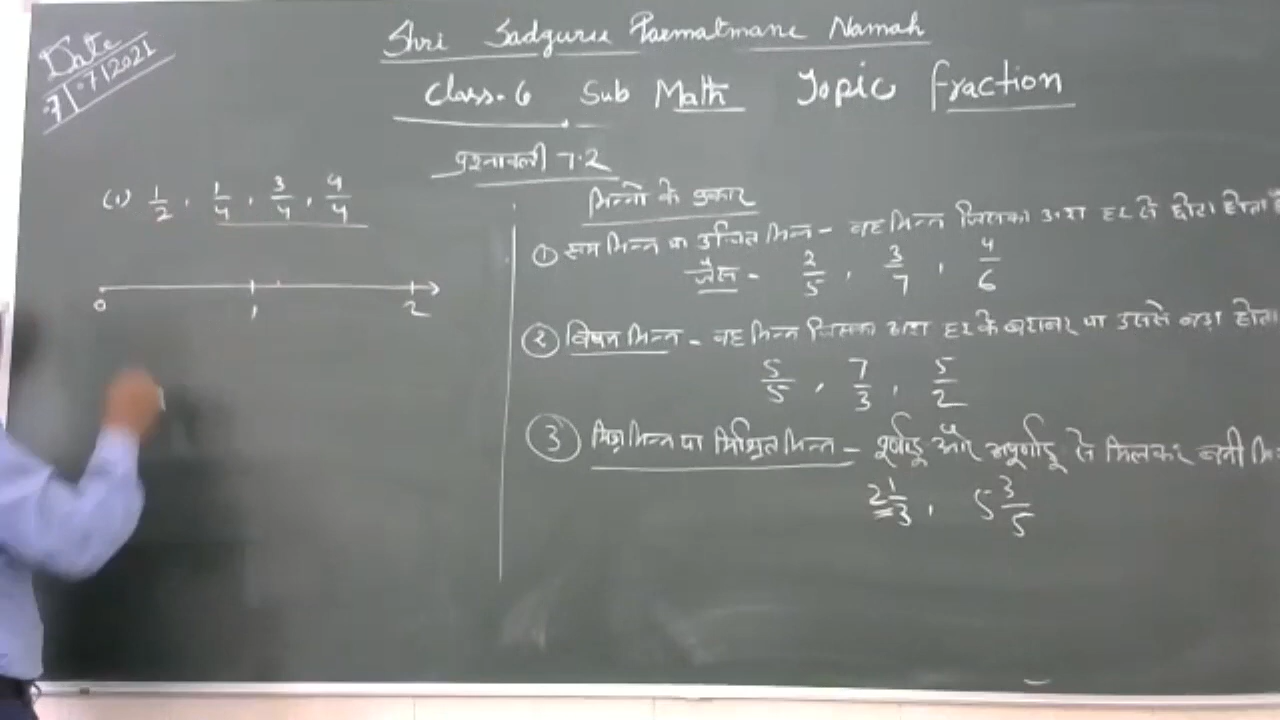 Date
7/07/2021
Shri Sadguru Parmatmane Namah
Class-6 Sub Math Topic fraction
प्रश्नावली 7.2
(1) 1/2, 1/4, 3/4, 4/4
0 1 2
भिन्नो के प्रकार
① सम भिन्न या उचित भिन्न - वह भिन्न जिसका अंश हर से छोटा होता
जैसे - 2/5, 3/7, 4/6
② विषम भिन्न - वह भिन्न जिसका अंश हर के बराबर या उससे बड़ा होता
5/5, 7/3, 5/2
③ मिश्र भिन्न या मिश्रित भिन्न - पूर्णांक और अपूर्णांक से मिलकर बनी
2 1/3, 5 3/5